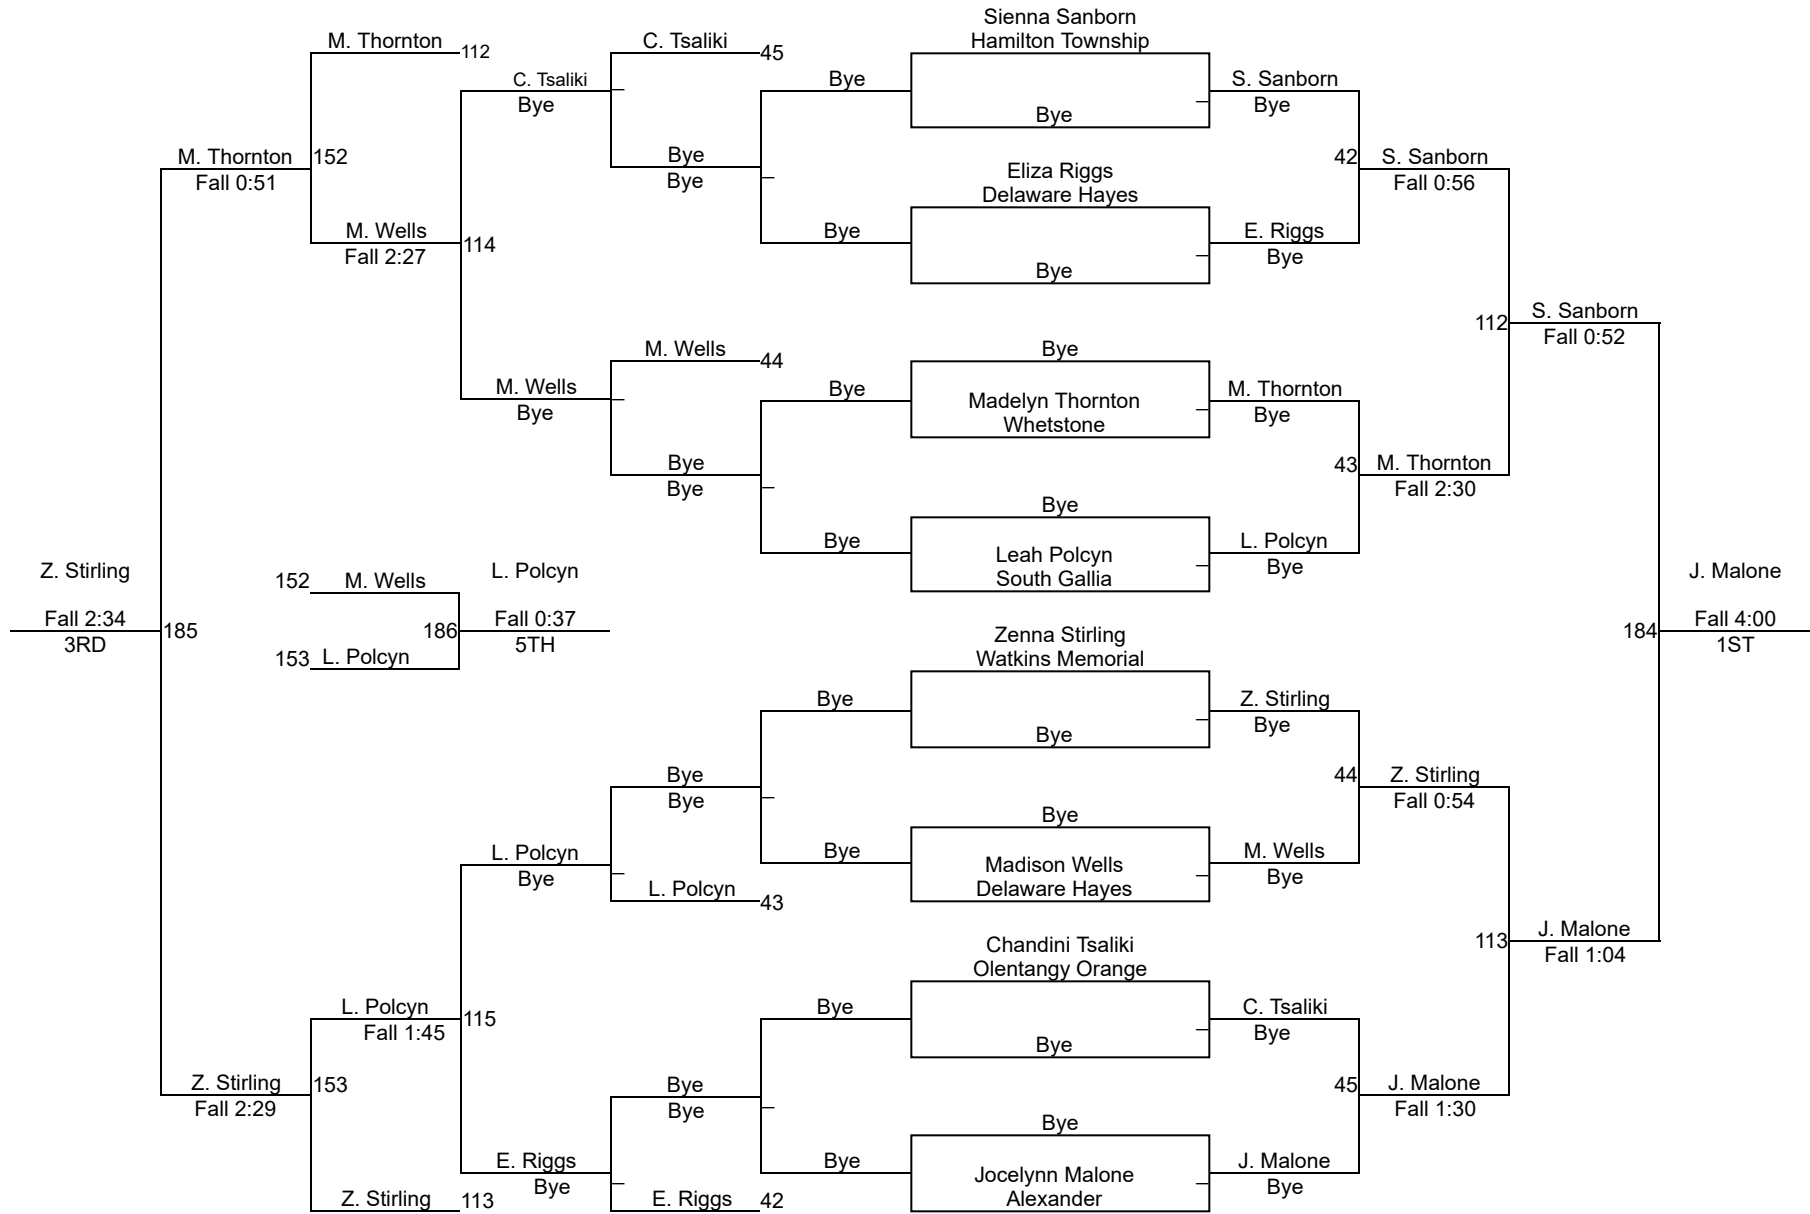 Sienna Sanborn
M. Thornton
C. Tsaliki
Hamilton Township
112
45
C. Tsaliki
Bye
S. Sanborn
Bye
Bye
Bye
M. Thornton
152
Bye
Eliza Riggs
42
S. Sanborn
Fall 0:51
Bye
Delaware Hayes
Fall 0:56
M. Wells
114
Bye
E. Riggs
Fall 2:27
Bye
Bye
S. Sanborn
112
Fall 0:52
M. Wells
44
Bye
M. Wells
Bye
Bye
Madelyn Thornton
Whetstone
M. Thornton
Bye
Bye
Bye
43
M. Thornton
Fall 2:30
Bye
Bye
Leah Polcyn
South Gallia
L. Polcyn
Bye
Z. Stirling
152
M. Wells
L. Polcyn
J. Malone
Fall 2:34
3RD
185
186
Fall 0:37
5TH
184
Fall 4:00
1ST
153
L. Polcyn
Zenna Stirling
Watkins Memorial
Bye
Bye
Z. Stirling
Bye
Bye
Bye
44
Z. Stirling
Fall 0:54
Bye
L. Polcyn
Bye
Bye
Madison Wells
Delaware Hayes
M. Wells
Bye
L. Polcyn
43
113
J. Malone
Fall 1:04
Chandini Tsaliki
Olentangy Orange
L. Polcyn
Fall 1:45
115
Bye
Bye
C. Tsaliki
Bye
Z. Stirling
Fall 2:29
153
Bye
Bye
45
J. Malone
Fall 1:30
Bye
E. Riggs
Bye
Bye
Jocelynn Malone
Alexander
J. Malone
Bye
Z. Stirling
113
E. Riggs
42